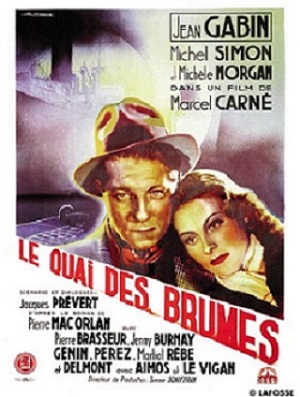 JEAN GABIN
MICHEL SIMON
MICHÈLE MORGAN
DANS UN FILM DE
MARCEL CARNÉ
LE QUAI DES BRUMES
SCÉNARIO ET DIALOGUES
JACQUES PRÉVERT
D'APRÈS LE ROMAN DE
PIERRE MAC ORLAN
AVEC
PIERRE BRASSEUR, JENNY BURNAY
GÉNIN, PEREZ, MARTIAL RÈBE
ET DELMONT AVEC AIMOS ET LE VIGAN
Directeur de Production:
© LAFOSSE